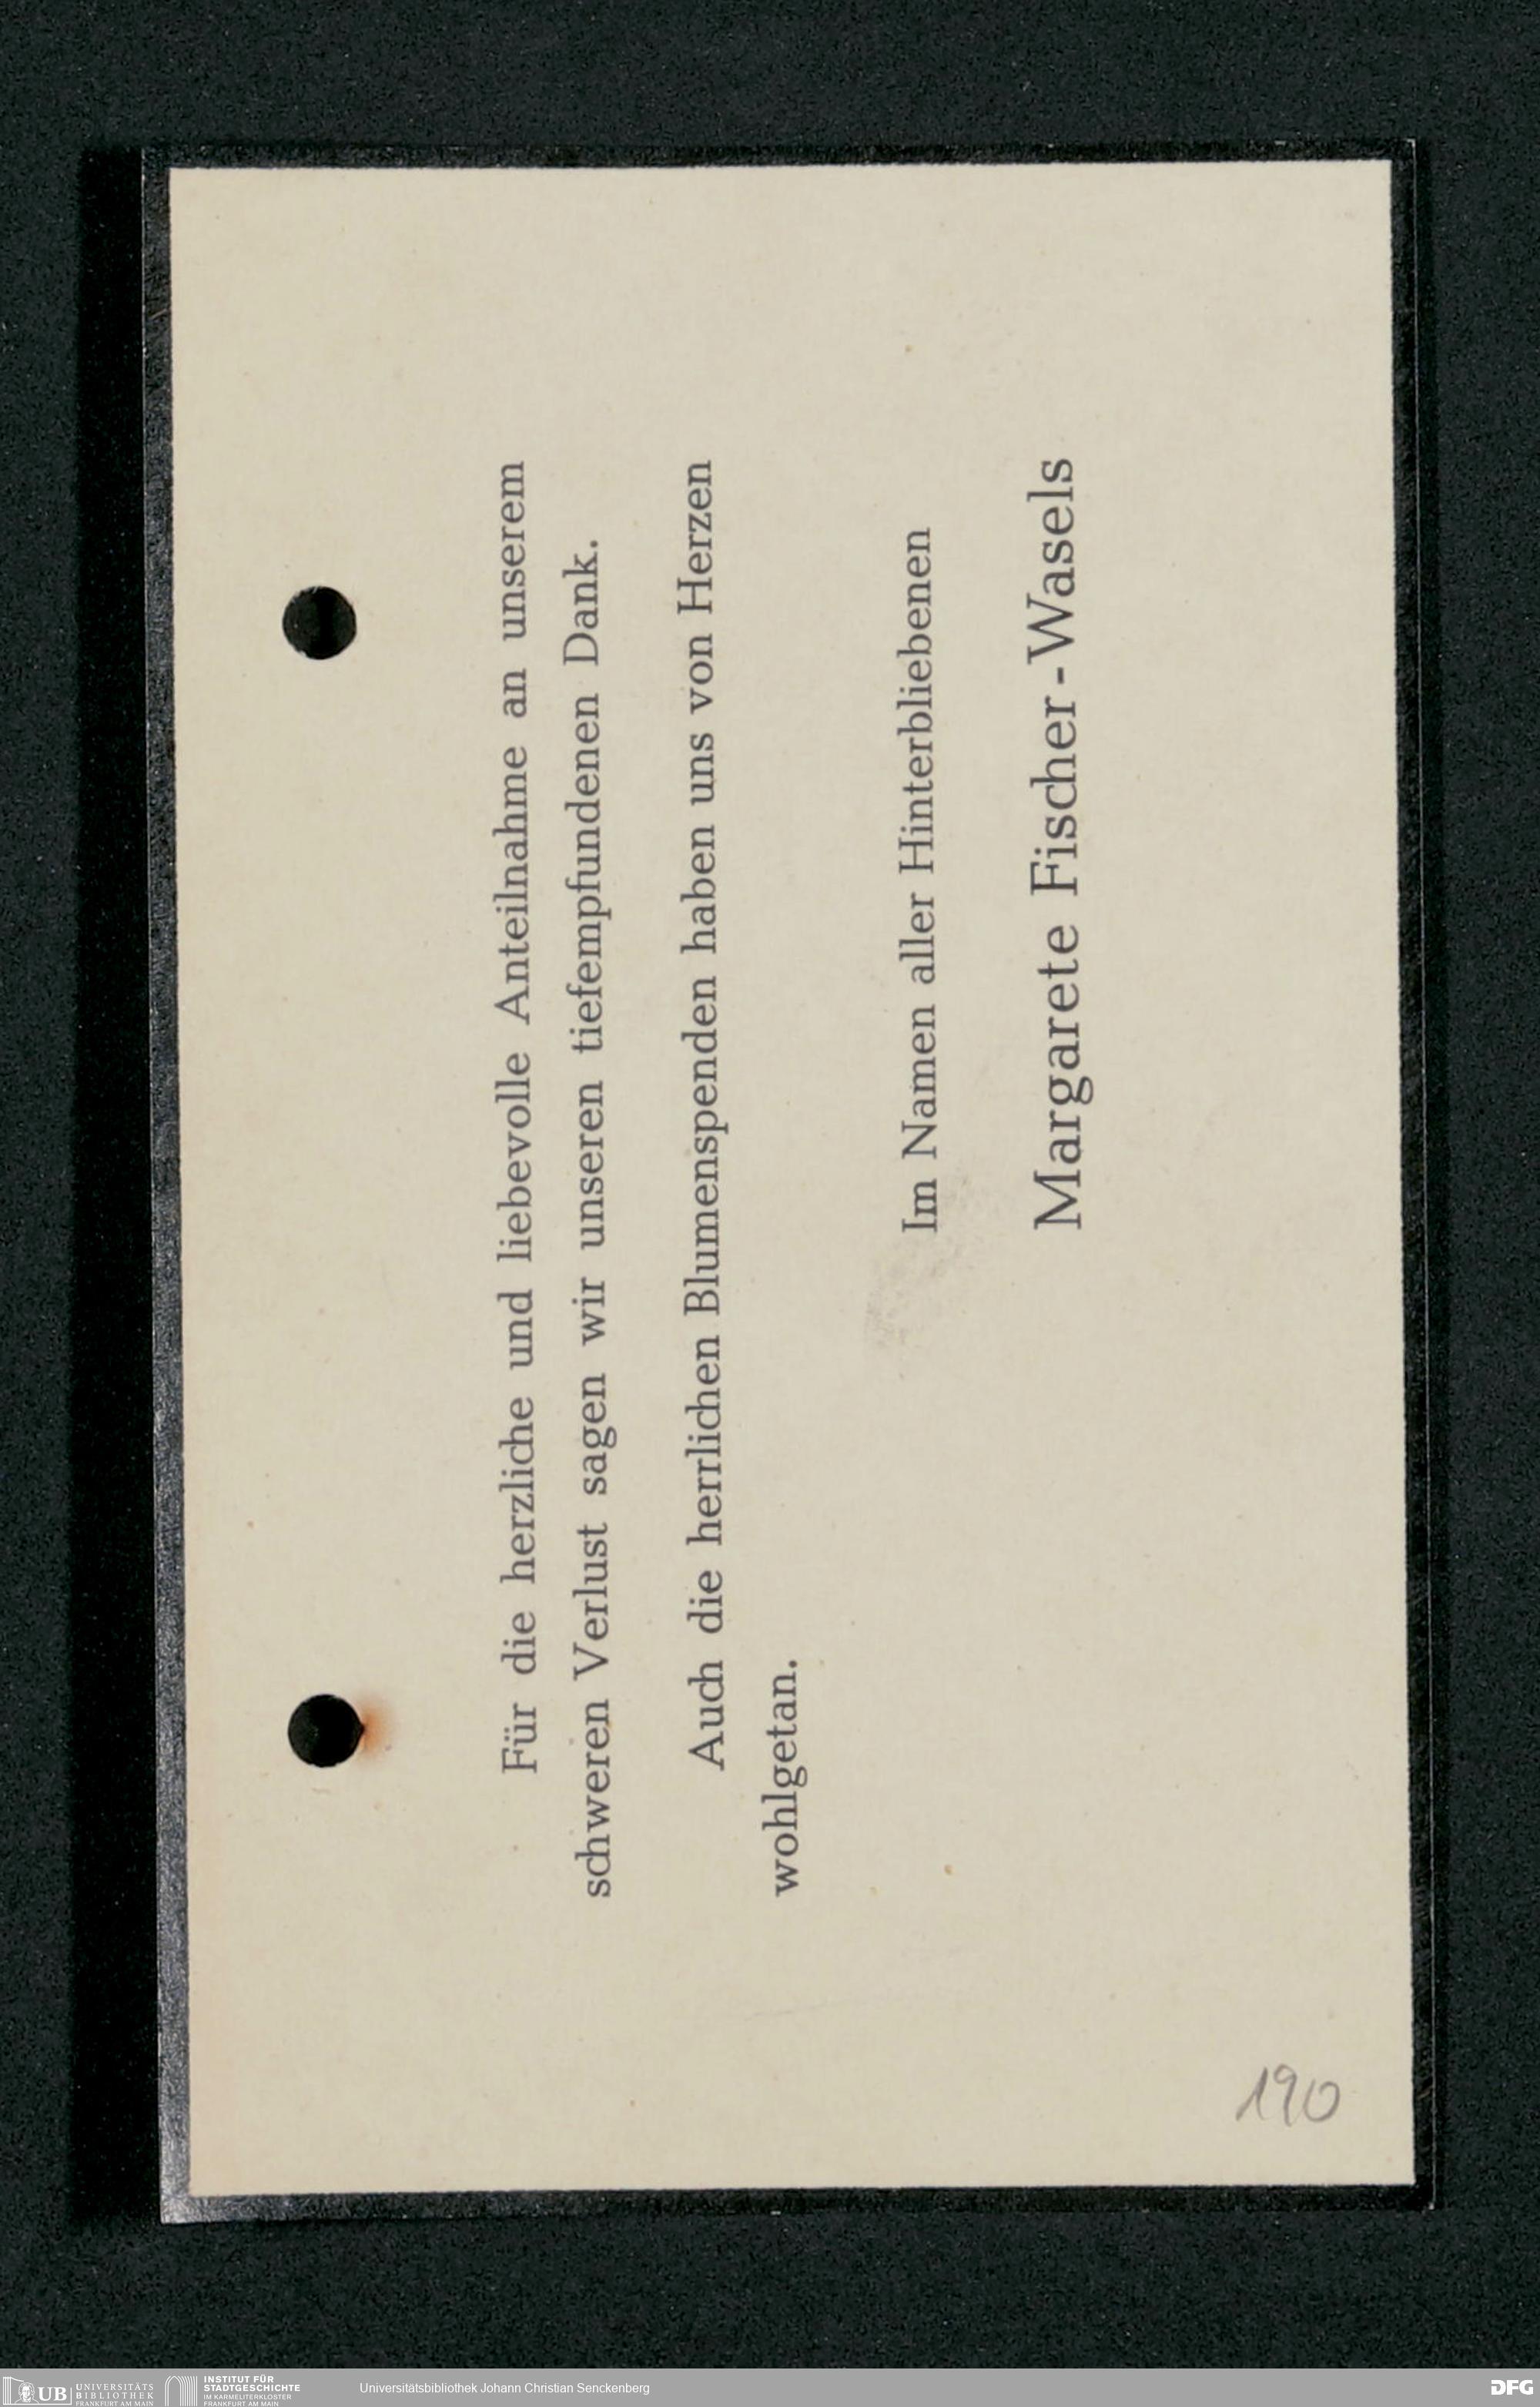 Für die herzliche und liebevolle Anteilnahme an unserem
schweren Verlust sagen wir unseren tiefempfundenen Dank.
Auch die herrlichen Blumenspenden haben uns von Herzen
wohlgetan.
Im Namen aller Hinterbliebenen
Margarete Fischer-Wasels
190
UB UNIVERSITÄTS
BIBLIOTHEK
FRANKFURT AM MAIN
INSTITUT FÜR
STADTGESCHICHTE
IM KARMELITERKLOSTER
FRANKFURT AM MAIN
Universitätsbibliothek Johann Christian Senckenberg
DFG